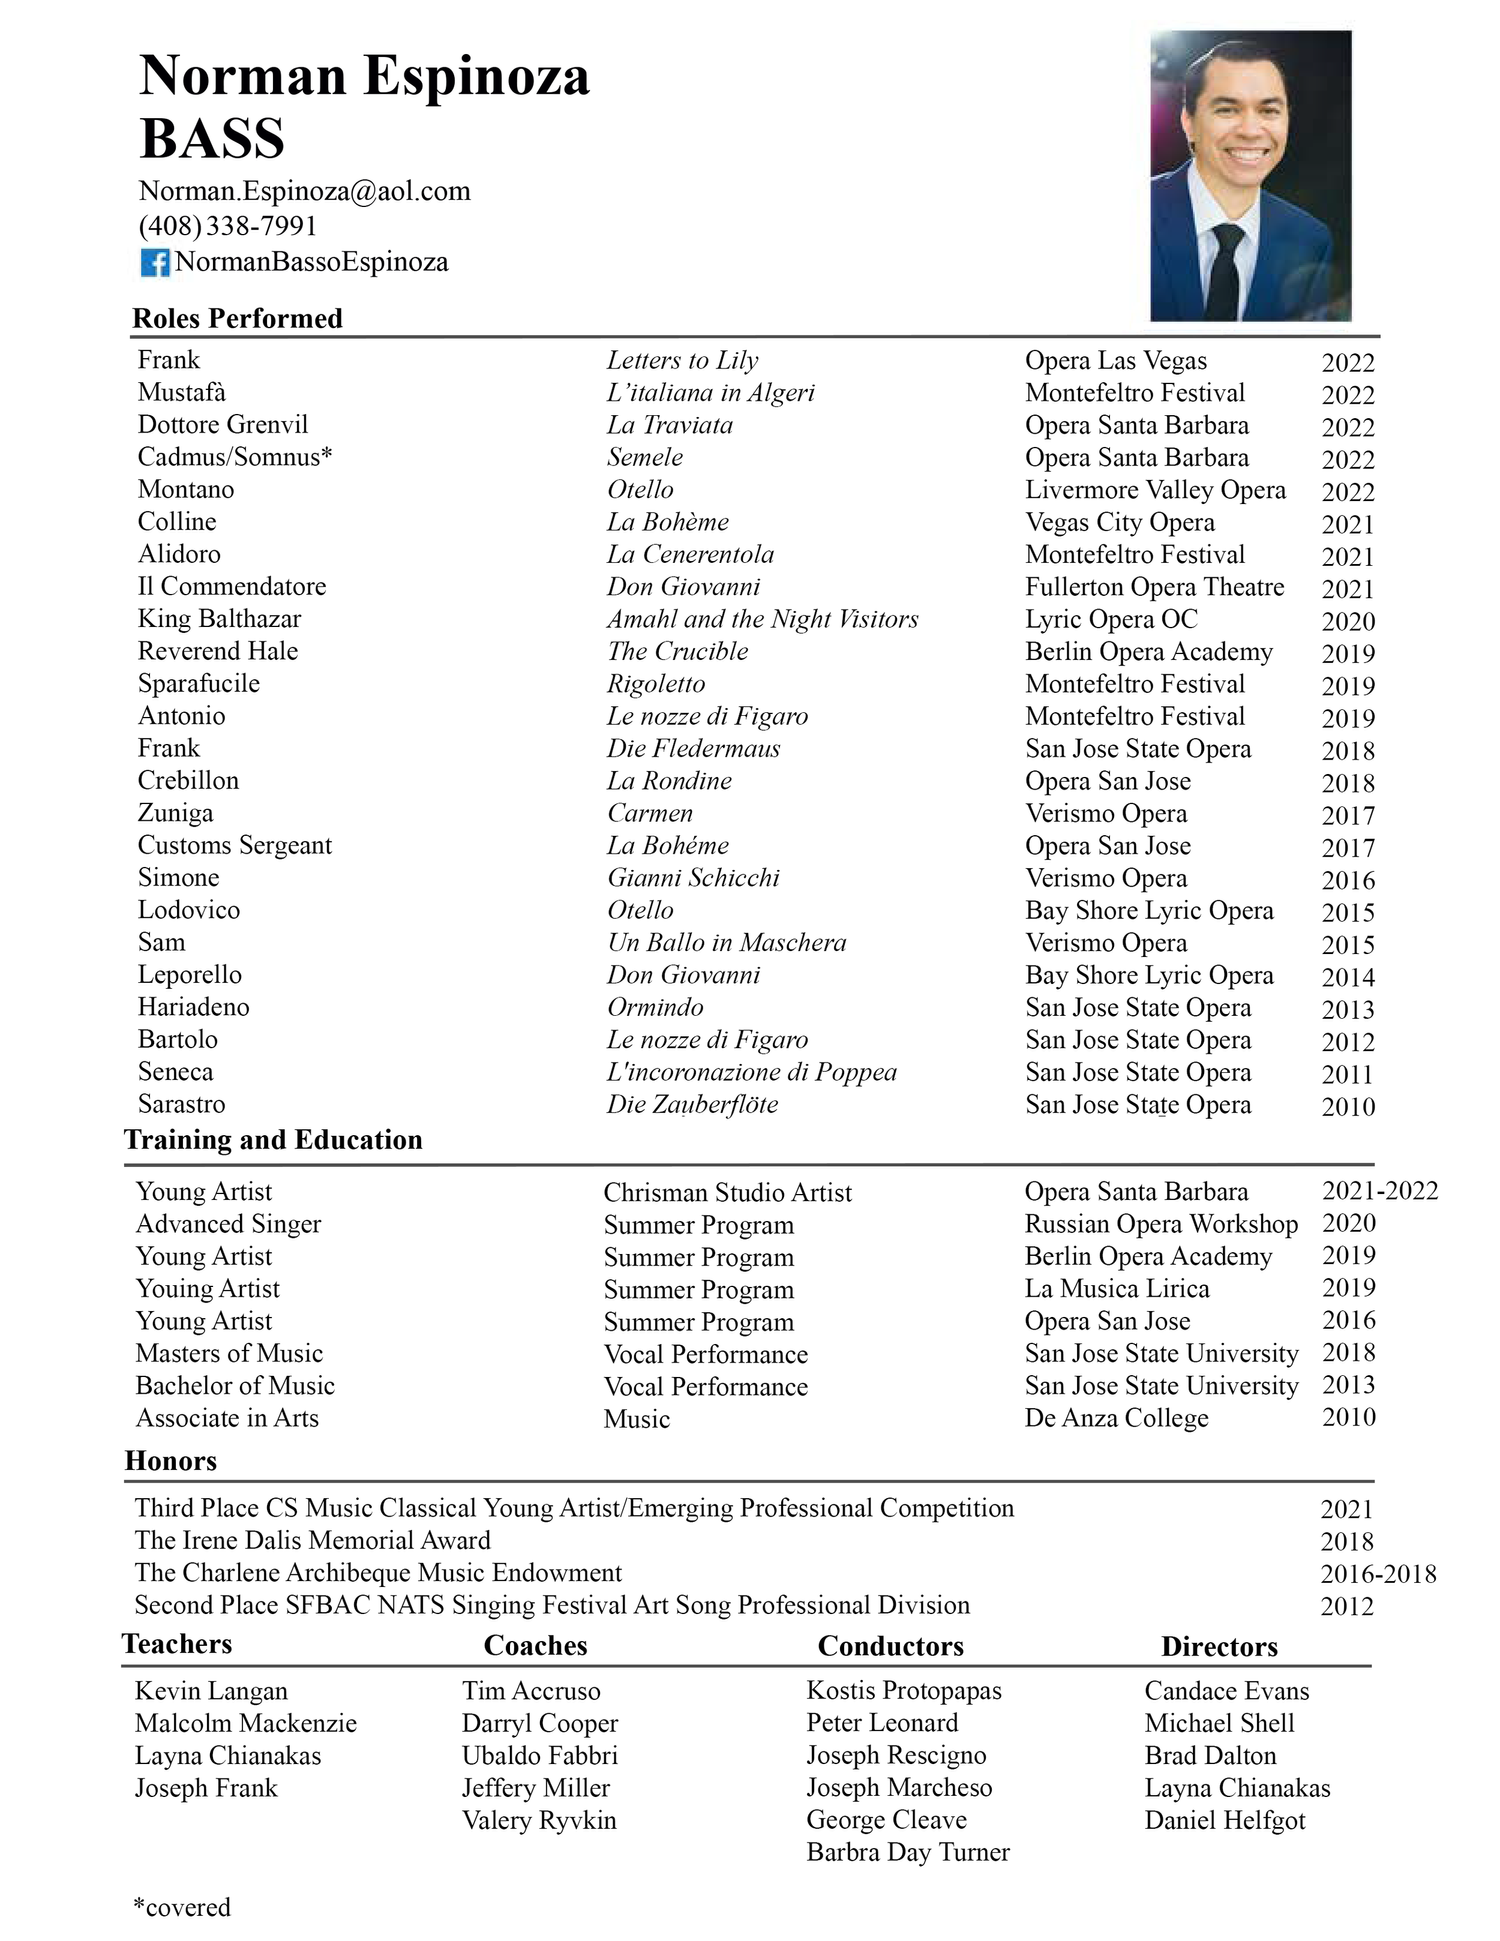 Norman Espinoza
BASS
Norman.Espinoza@aol.com
(408) 338-7991
NormanBassoEspinoza
Roles Performed
Frank Letters to Lily Opera Las Vegas 2022
Mustafà L’italiana in Algeri Montefeltro Festival 2022
Dottore Grenvil La Traviata Opera Santa Barbara 2022
Cadmus/Somnus* Semele Opera Santa Barbara 2022
Montano Otello Livermore Valley Opera 2022
Colline La Bohème Vegas City Opera 2021
Alidoro La Cenerentola Montefeltro Festival 2021
Il Commendatore Don Giovanni Fullerton Opera Theatre 2021
King Balthazar Amahl and the Night Visitors Lyric Opera OC 2020
Reverend Hale The Crucible Berlin Opera Academy 2019
Sparafucile Rigoletto Montefeltro Festival 2019
Antonio Le nozze di Figaro Montefeltro Festival 2019
Frank Die Fledermaus San Jose State Opera 2018
Crebillon La Rondine Opera San Jose 2018
Zuniga Carmen Verismo Opera 2017
Customs Sergeant La Bohéme Opera San Jose 2017
Simone Gianni Schicchi Verismo Opera 2016
Lodovico Otello Bay Shore Lyric Opera 2015
Sam Un Ballo in Maschera Verismo Opera 2015
Leporello Don Giovanni Bay Shore Lyric Opera 2014
Hariadeno Ormindo San Jose State Opera 2013
Bartolo Le nozze di Figaro San Jose State Opera 2012
Seneca L'incoronazione di Poppea San Jose State Opera 2011
Sarastro Die Zauberflöte San Jose State Opera 2010
Training and Education
Young Artist Chrisman Studio Artist Opera Santa Barbara 2021-2022
Advanced Singer Summer Program Russian Opera Workshop 2020
Young Artist Summer Program Berlin Opera Academy 2019
Youing Artist Summer Program La Musica Lirica 2019
Young Artist Summer Program Opera San Jose 2016
Masters of Music Vocal Performance San Jose State University 2018
Bachelor of Music Vocal Performance San Jose State University 2013
Associate in Arts Music De Anza College 2010
Honors
Third Place CS Music Classical Young Artist/Emerging Professional Competition 2021
The Irene Dalis Memorial Award 2018
The Charlene Archibeque Music Endowment 2016-2018
Second Place SFBAC NATS Singing Festival Art Song Professional Division 2012
Teachers Coaches Conductors Directors
Kevin Langan Tim Accruso Kostis Protopapas Candace Evans
Malcolm Mackenzie Darryl Cooper Peter Leonard Michael Shell
Layna Chianakas Ubaldo Fabbri Joseph Rescigno Brad Dalton
Joseph Frank Jeffery Miller Joseph Marcheso Layna Chianakas
Valery Ryvkin George Cleave Daniel Helfgot
Barbra Day Turner
*covered